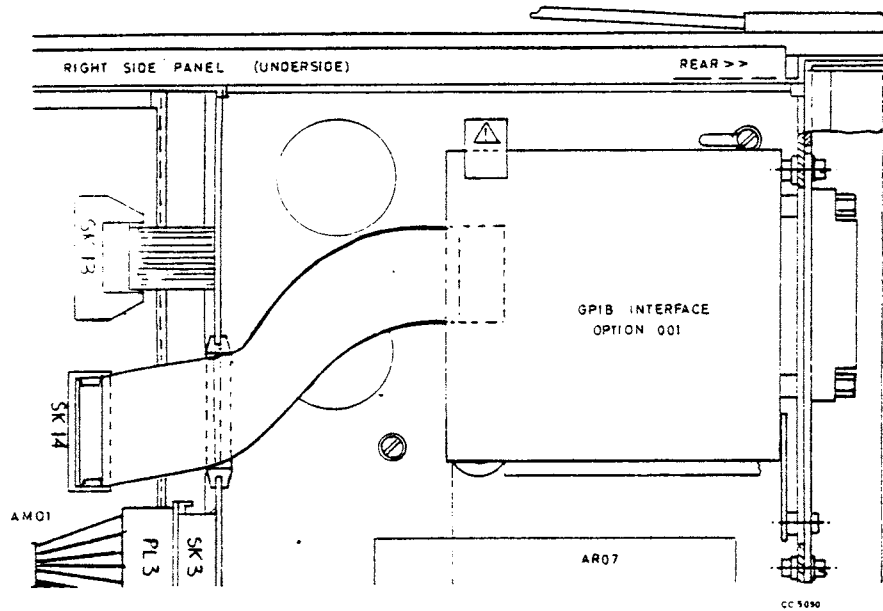 RIGHT SIDE PANEL (UNDERSIDE)
REAR >>
SK 13
GPIB INTERFACE
OPTION 001
SK 14
AM01
PL 3
SK 3
AR07
CC 5090